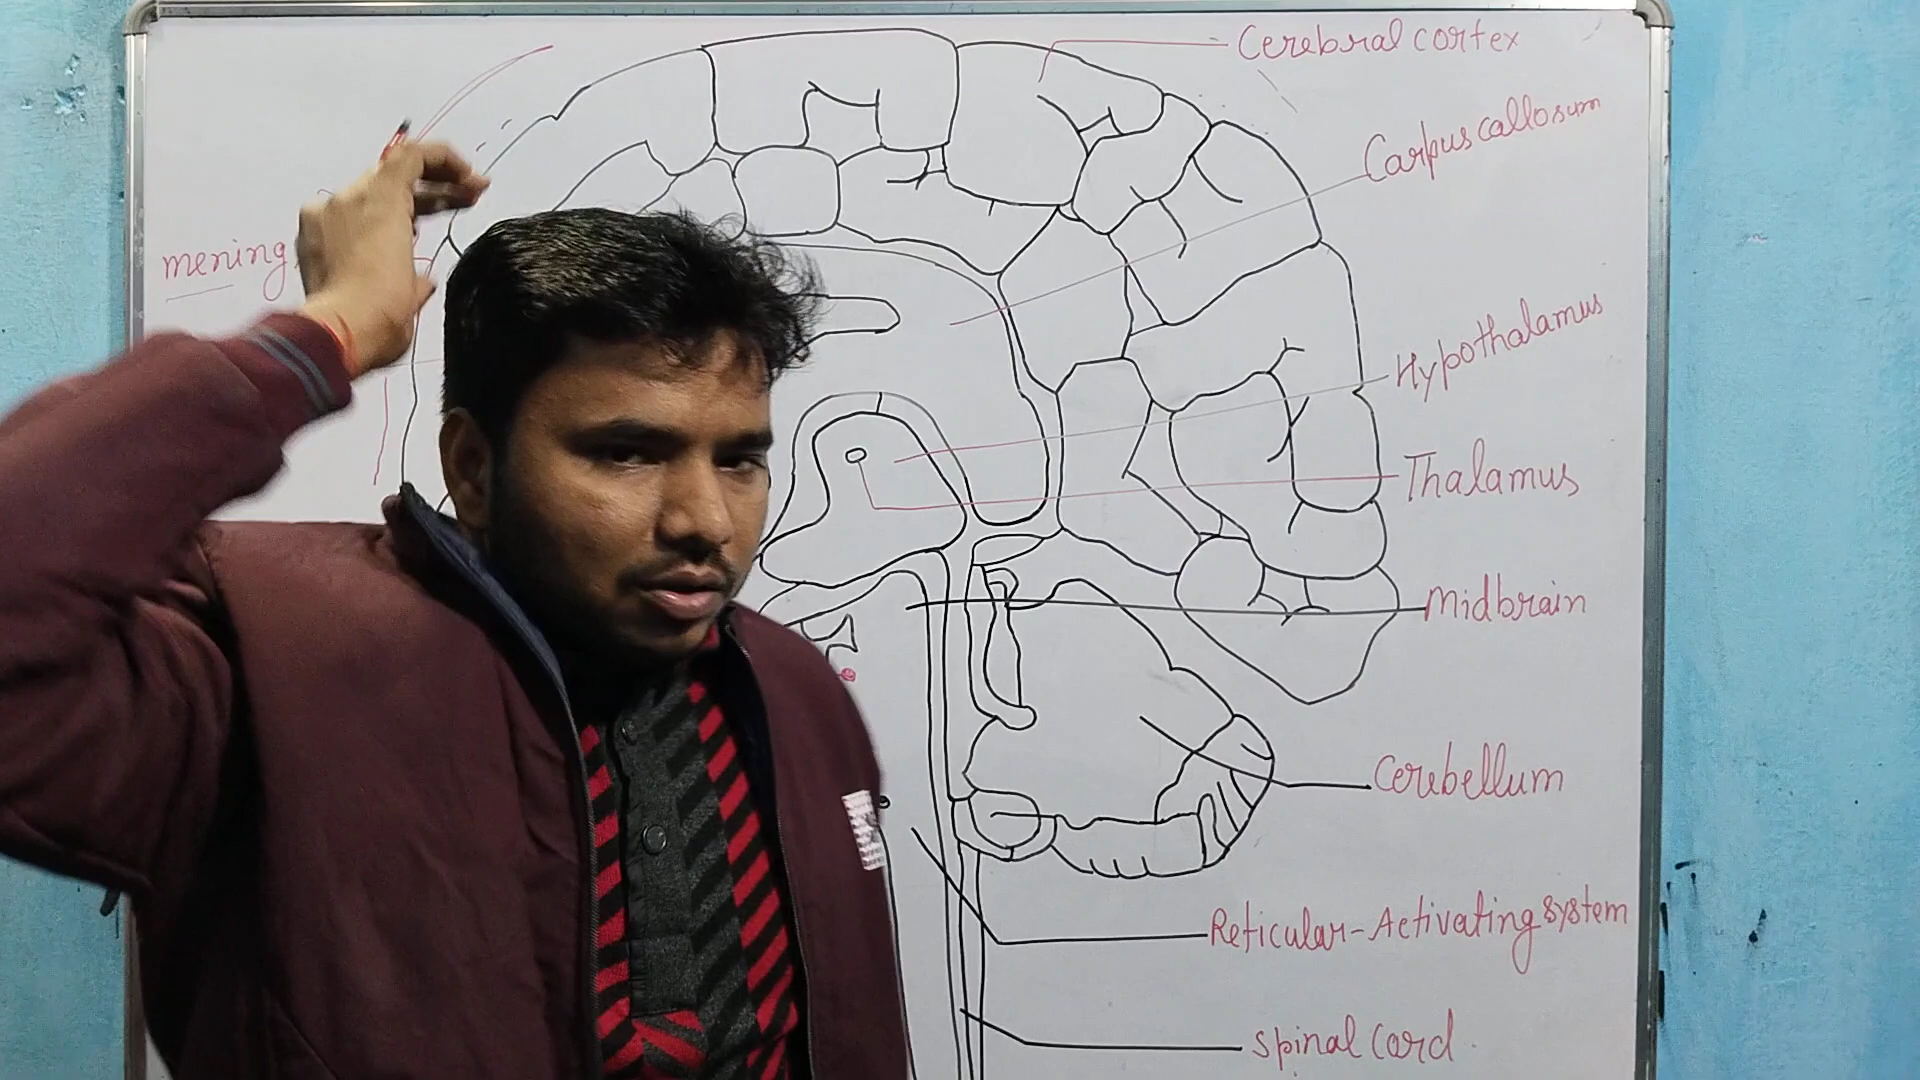 Cerebral cortex
Carpus callosum
mening
Hypothalamus
Thalamus
Midbrain
Cerebellum
Reticular-Activating system
spinal cord